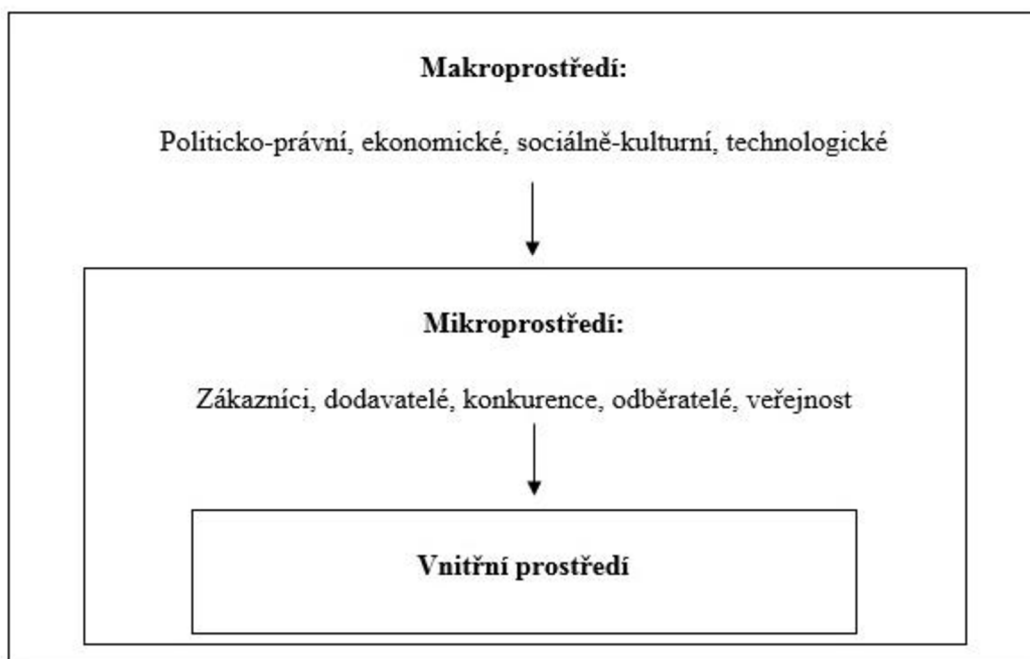 Makroprostředí:
Politicko-právní, ekonomické, sociálně-kulturní, technologické
Mikroprostředí:
Zákazníci, dodavatelé, konkurence, odběratelé, veřejnost
Vnitřní prostředí